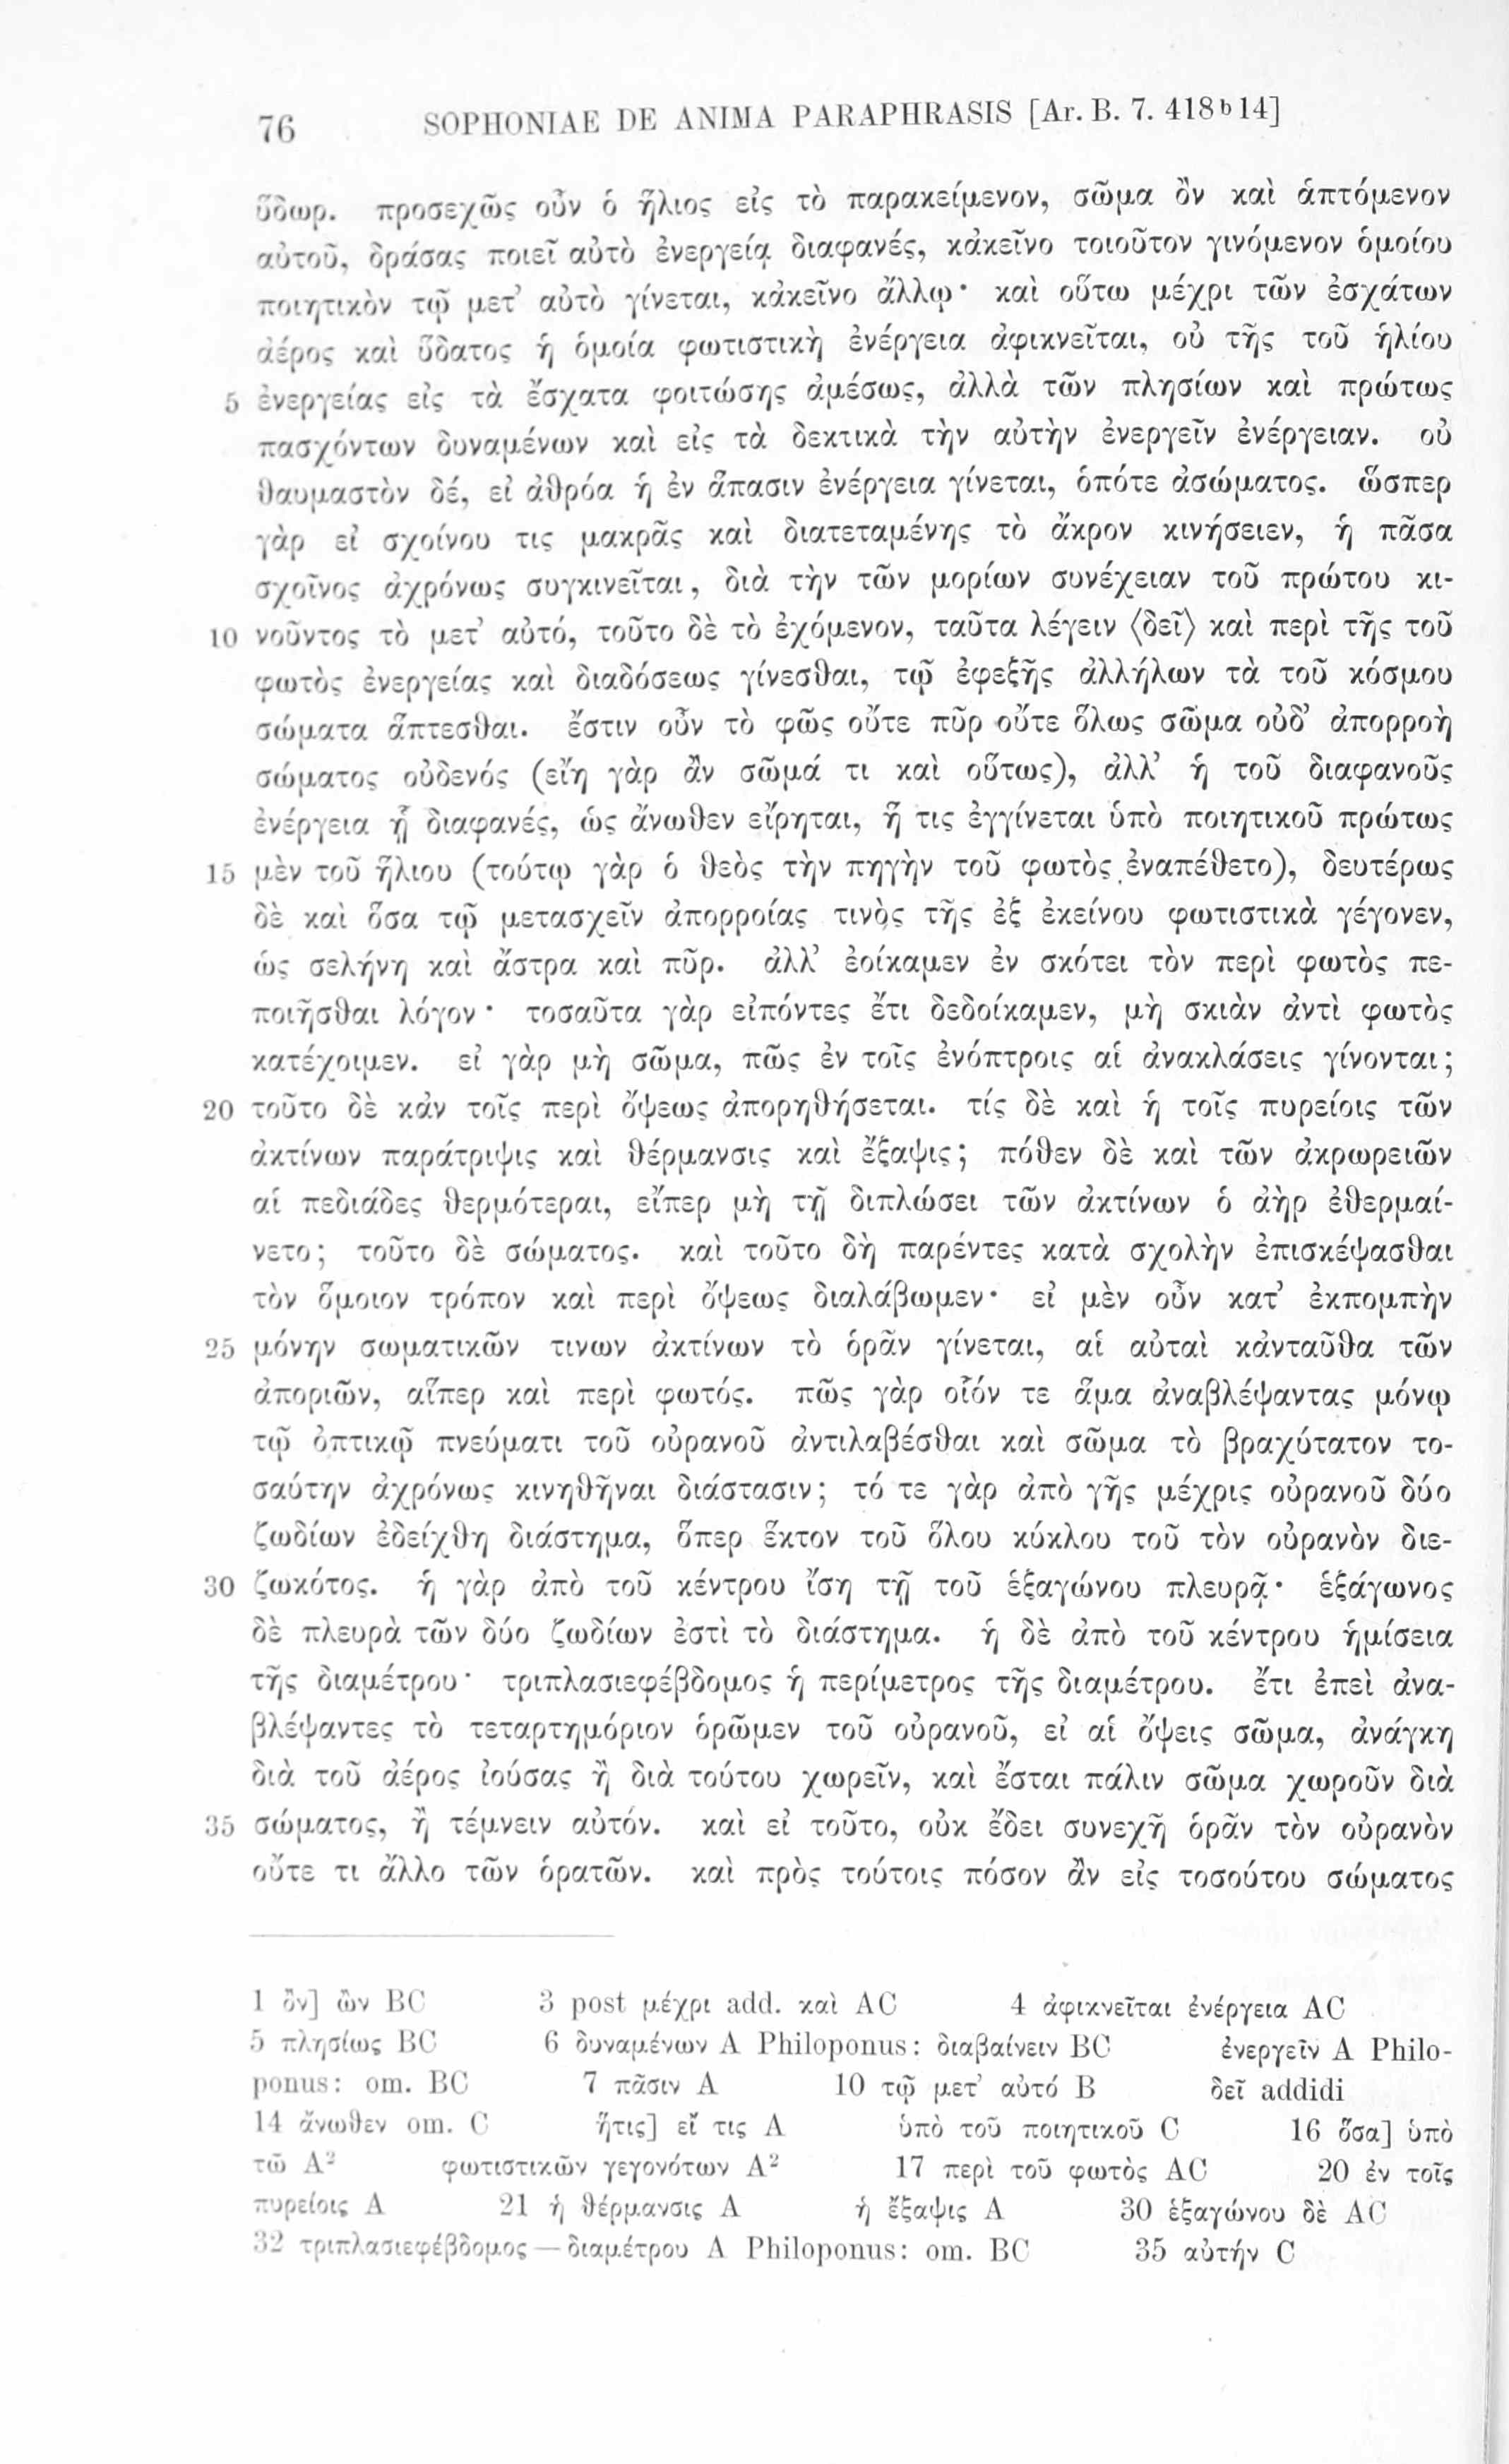 76 SOPHONIAE DE ANIMA PARAPHRASIS [Ar. B. 7. 418ᵇ14]
ὕδωρ. προσεχῶς οὖν ὁ ἥλιος εἰς τὸ παρακείμενον, σῶμα ὂν καὶ ἁπτόμενον
αὐτοῦ, δράσας ποιεῖ αὐτὸ ἐνεργείᾳ διαφανές, κἀκεῖνο τοιοῦτον γινόμενον ὁμοίου
ποιητικὸν τῷ μετ’ αὐτὸ γίνεται, κἀκεῖνο ἄλλῳ· καὶ οὕτω μέχρι τῶν ἐσχάτων
ἀέρος καὶ ὕδατος ἡ ὁμοία φωτιστικὴ ἐνέργεια ἀφικνεῖται, οὐ τῆς τοῦ ἡλίου
5 ἐνεργείας εἰς τὰ ἔσχατα φοιτώσης ἀμέσως, ἀλλὰ τῶν πλησίων καὶ πρώτως
πασχόντων δυναμένων καὶ εἰς τὰ δεκτικὰ τὴν αὐτὴν ἐνεργεῖν ἐνέργειαν. οὐ
θαυμαστὸν δέ, εἰ ἀθρόα ἡ ἐν ἅπασιν ἐνέργεια γίνεται, ὁπότε ἀσώματος. ὥσπερ
γὰρ εἰ σχοίνου τις μακρᾶς καὶ διατεταμένης τὸ ἄκρον κινήσειεν, ἡ πᾶσα
σχοῖνος ἀχρόνως συγκινεῖται, διὰ τὴν τῶν μορίων συνέχειαν τοῦ πρώτου κι-
10 νοῦντος τὸ μετ’ αὐτό, τοῦτο δὲ τὸ ἐχόμενον, ταῦτα λέγειν ⟨δεῖ⟩ καὶ περὶ τῆς τοῦ
φωτὸς ἐνεργείας καὶ διαδόσεως γίνεσθαι, τῷ ἐφεξῆς ἀλλήλων τὰ τοῦ κόσμου
σώματα ἅπτεσθαι. ἔστιν οὖν τὸ φῶς οὔτε πῦρ οὔτε ὅλως σῶμα οὐδ’ ἀπορροὴ
σώματος οὐδενός (εἴη γὰρ ἂν σῶμά τι καὶ οὕτως), ἀλλ’ ἡ τοῦ διαφανοῦς
ἐνέργεια ᾗ διαφανές, ὡς ἄνωθεν εἴρηται, ἥ τις ἐγγίνεται ὑπὸ ποιητικοῦ πρώτως
15 μὲν τοῦ ἥλιου (τούτῳ γὰρ ὁ θεὸς τὴν πηγὴν τοῦ φωτὸς ἐναπέθετο), δευτέρως
δὲ καὶ ὅσα τῷ μετασχεῖν ἀπορροίας τινὸς τῆς ἐξ ἐκείνου φωτιστικὰ γέγονεν,
ὡς σελήνη καὶ ἄστρα καὶ πῦρ. ἀλλ’ ἐοίκαμεν ἐν σκότει τὸν περὶ φωτὸς πε-
ποιῆσθαι λόγον· τοσαῦτα γὰρ εἰπόντες ἔτι δεδοίκαμεν, μὴ σκιὰν ἀντὶ φωτὸς
κατέχοιμεν. εἰ γὰρ μὴ σῶμα, πῶς ἐν τοῖς ἐνόπτροις αἱ ἀνακλάσεις γίνονται;
20 τοῦτο δὲ κἀν τοῖς περὶ ὄψεως ἀπορηθήσεται. τίς δὲ καὶ ἡ τοῖς πυρείοις τῶν
ἀκτίνων παράτριψις καὶ θέρμανσις καὶ ἔξαψις; πόθεν δὲ καὶ τῶν ἀκρωρειῶν
αἱ πεδιάδες θερμότεραι, εἴπερ μὴ τῇ διπλώσει τῶν ἀκτίνων ὁ ἀὴρ ἐθερμαί-
νετο; τοῦτο δὲ σώματος. καὶ τοῦτο δὴ παρέντες κατὰ σχολὴν ἐπισκέψασθαι
τὸν ὅμοιον τρόπον καὶ περὶ ὄψεως διαλάβωμεν· εἰ μὲν οὖν κατ’ ἐκπομπὴν
25 μόνην σωματικῶν τινων ἀκτίνων τὸ ὁρᾶν γίνεται, αἱ αὐταὶ κἀνταῦθα τῶν
ἀποριῶν, αἵπερ καὶ περὶ φωτός. πῶς γὰρ οἷόν τε ἅμα ἀναβλέψαντας μόνῳ
τῷ ὀπτικῷ πνεύματι τοῦ οὐρανοῦ ἀντιλαβέσθαι καὶ σῶμα τὸ βραχύτατον το-
σαύτην ἀχρόνως κινηθῆναι διάστασιν; τό τε γὰρ ἀπὸ γῆς μέχρις οὐρανοῦ δύο
ζωδίων ἐδείχθη διάστημα, ὅπερ ἕκτον τοῦ ὅλου κύκλου τοῦ τὸν οὐρανὸν διε-
30 ζωκότος. ἡ γὰρ ἀπὸ τοῦ κέντρου ἴση τῇ τοῦ ἑξαγώνου πλευρᾷ· ἑξάγωνος
δὲ πλευρὰ τῶν δύο ζωδίων ἐστὶ τὸ διάστημα. ἡ δὲ ἀπὸ τοῦ κέντρου ἡμίσεια
τῆς διαμέτρου· τριπλασιεφέβδομος ἡ περίμετρος τῆς διαμέτρου. ἔτι ἐπεὶ ἀνα-
βλέψαντες τὸ τεταρτημόριον ὁρῶμεν τοῦ οὐρανοῦ, εἰ αἱ ὄψεις σῶμα, ἀνάγκη
διὰ τοῦ ἀέρος ἰούσας ἢ διὰ τούτου χωρεῖν, καὶ ἔσται πάλιν σῶμα χωροῦν διὰ
35 σώματος, ἢ τέμνειν αὐτόν. καὶ εἰ τοῦτο, οὐκ ἔδει συνεχῆ ὁρᾶν τὸν οὐρανὸν
οὔτε τι ἄλλο τῶν ὁρατῶν. καὶ πρὸς τούτοις πόσον ἂν εἰς τοσούτου σώματος
1 ὂν] ὢν BC 3 post μέχρι add. καὶ AC 4 ἀφικνεῖται ἐνέργεια AC
5 πλησίως BC 6 δυναμένων A Philoponus: διαβαίνειν BC ἐνεργεῖν A Philo-
ponus: om. BC 7 πᾶσιν A 10 τῷ μετ’ αὐτό B δεῖ addidi
14 ἄνωθεν om. C ἥτις] εἴ τις A ὑπὸ τοῦ ποιητικοῦ C 16 ὅσα] ὑπὸ
τῶ A² φωτιστικῶν γεγονότων A² 17 περὶ τοῦ φωτὸς AC 20 ἐν τοῖς
πυρείοις A 21 ἡ θέρμανσις A ἡ ἔξαψις A 30 ἑξαγώνου δὲ AC
32 τριπλασιεφέβδομος — διαμέτρου A Philoponus: om. BC 35 αὐτήν C